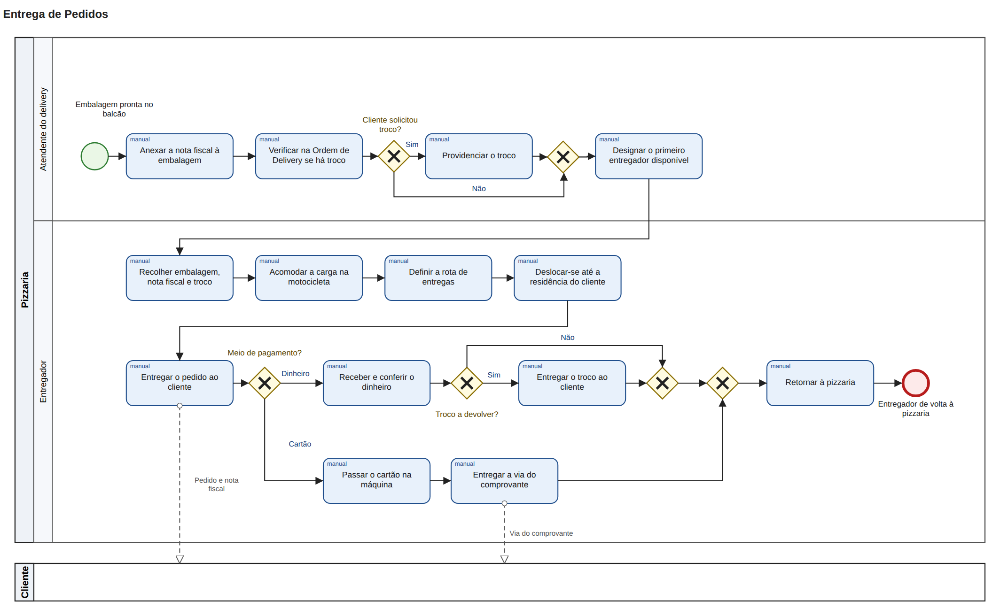 Entrega de Pedidos
Pizzaria
Atendente do delivery
Embalagem pronta no
balcão
manual
Anexar a nota fiscal à
embalagem
manual
Verificar na Ordem de
Delivery se há troco
Cliente solicitou
troco?
Sim
Não
manual
Providenciar o troco
manual
Designar o primeiro
entregador disponível
Entregador
manual
Recolher embalagem,
nota fiscal e troco
manual
Acomodar a carga na
motocicleta
manual
Definir a rota de
entregas
manual
Deslocar-se até a
residência do cliente
manual
Entregar o pedido ao
cliente
Meio de pagamento?
Dinheiro
manual
Receber e conferir o
dinheiro
Troco a devolver?
Não
Sim
manual
Entregar o troco ao
cliente
manual
Retornar à pizzaria
Entregador de volta à
pizzaria
Cartão
manual
Passar o cartão na
máquina
manual
Entregar a via do
comprovante
Pedido e nota
fiscal
Via do comprovante
Cliente